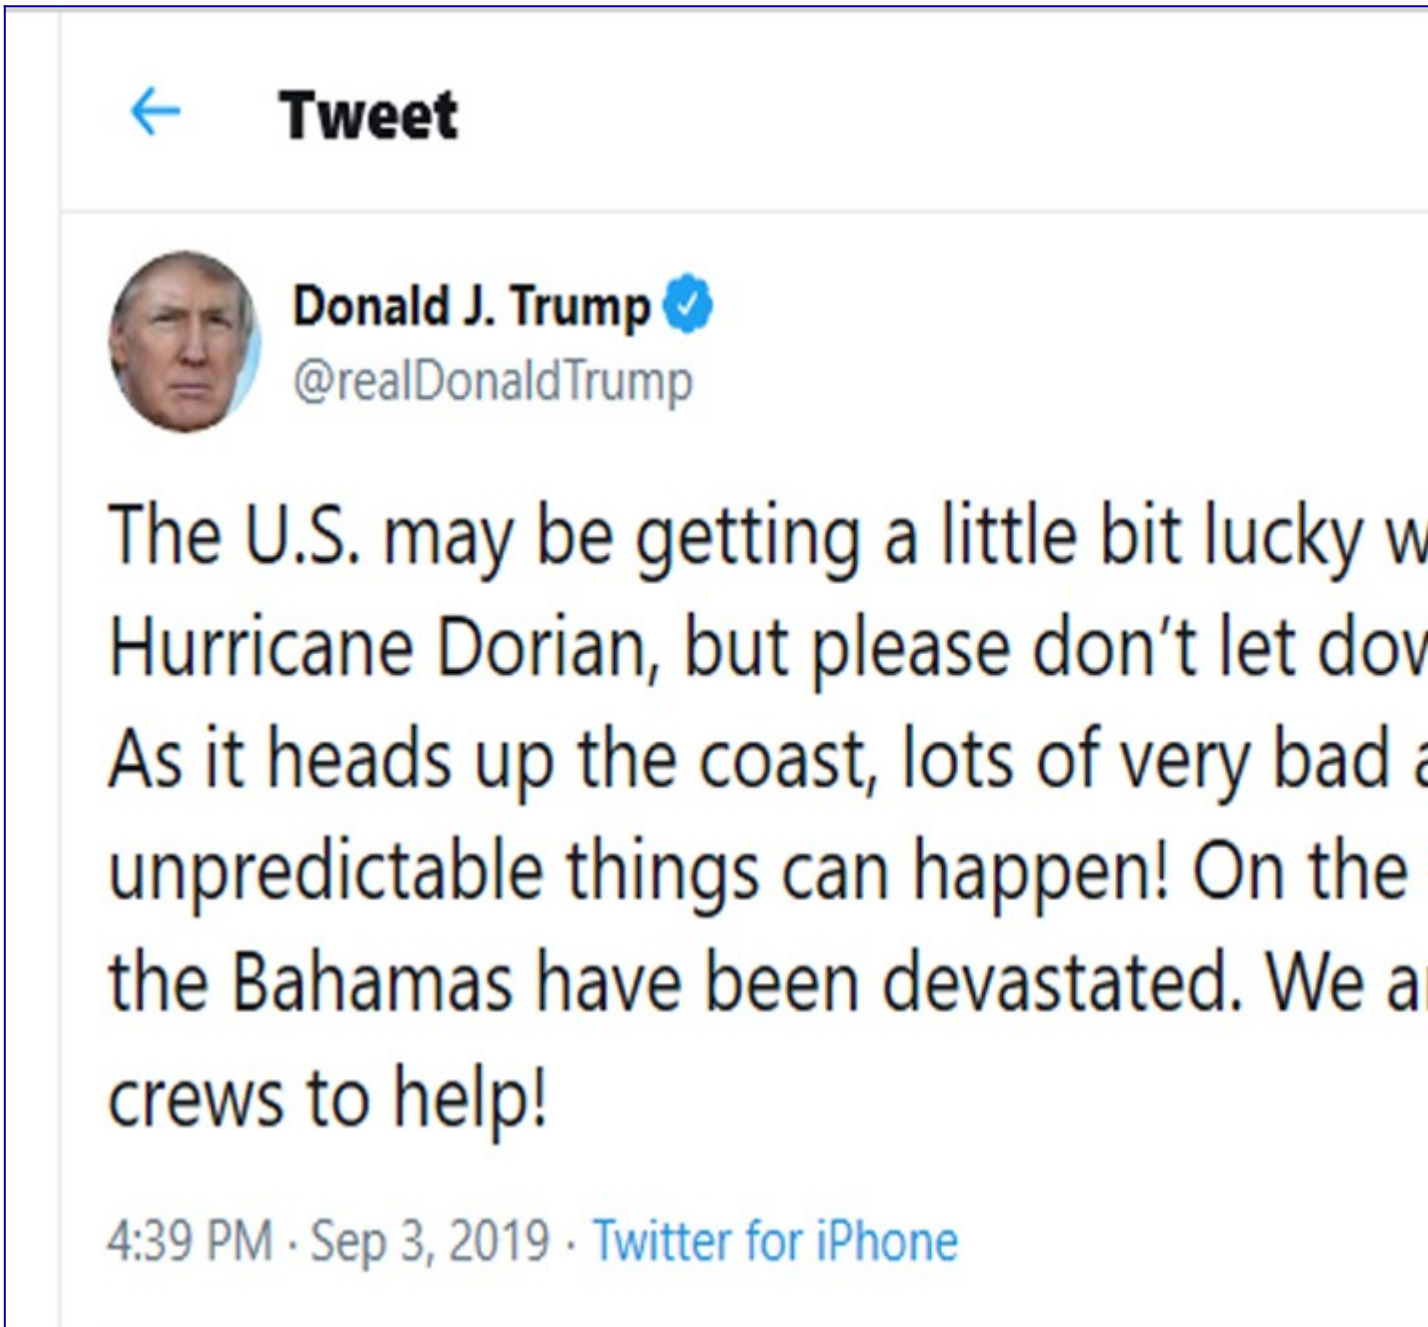 Tweet
Donald J. Trump
@realDonaldTrump
The U.S. may be getting a little bit lucky
Hurricane Dorian, but please don’t let
As it heads up the coast, lots of very bad
unpredictable things can happen! On the
the Bahamas have been devastated. We
crews to help!
4:39 PM · Sep 3, 2019 · Twitter for iPhone